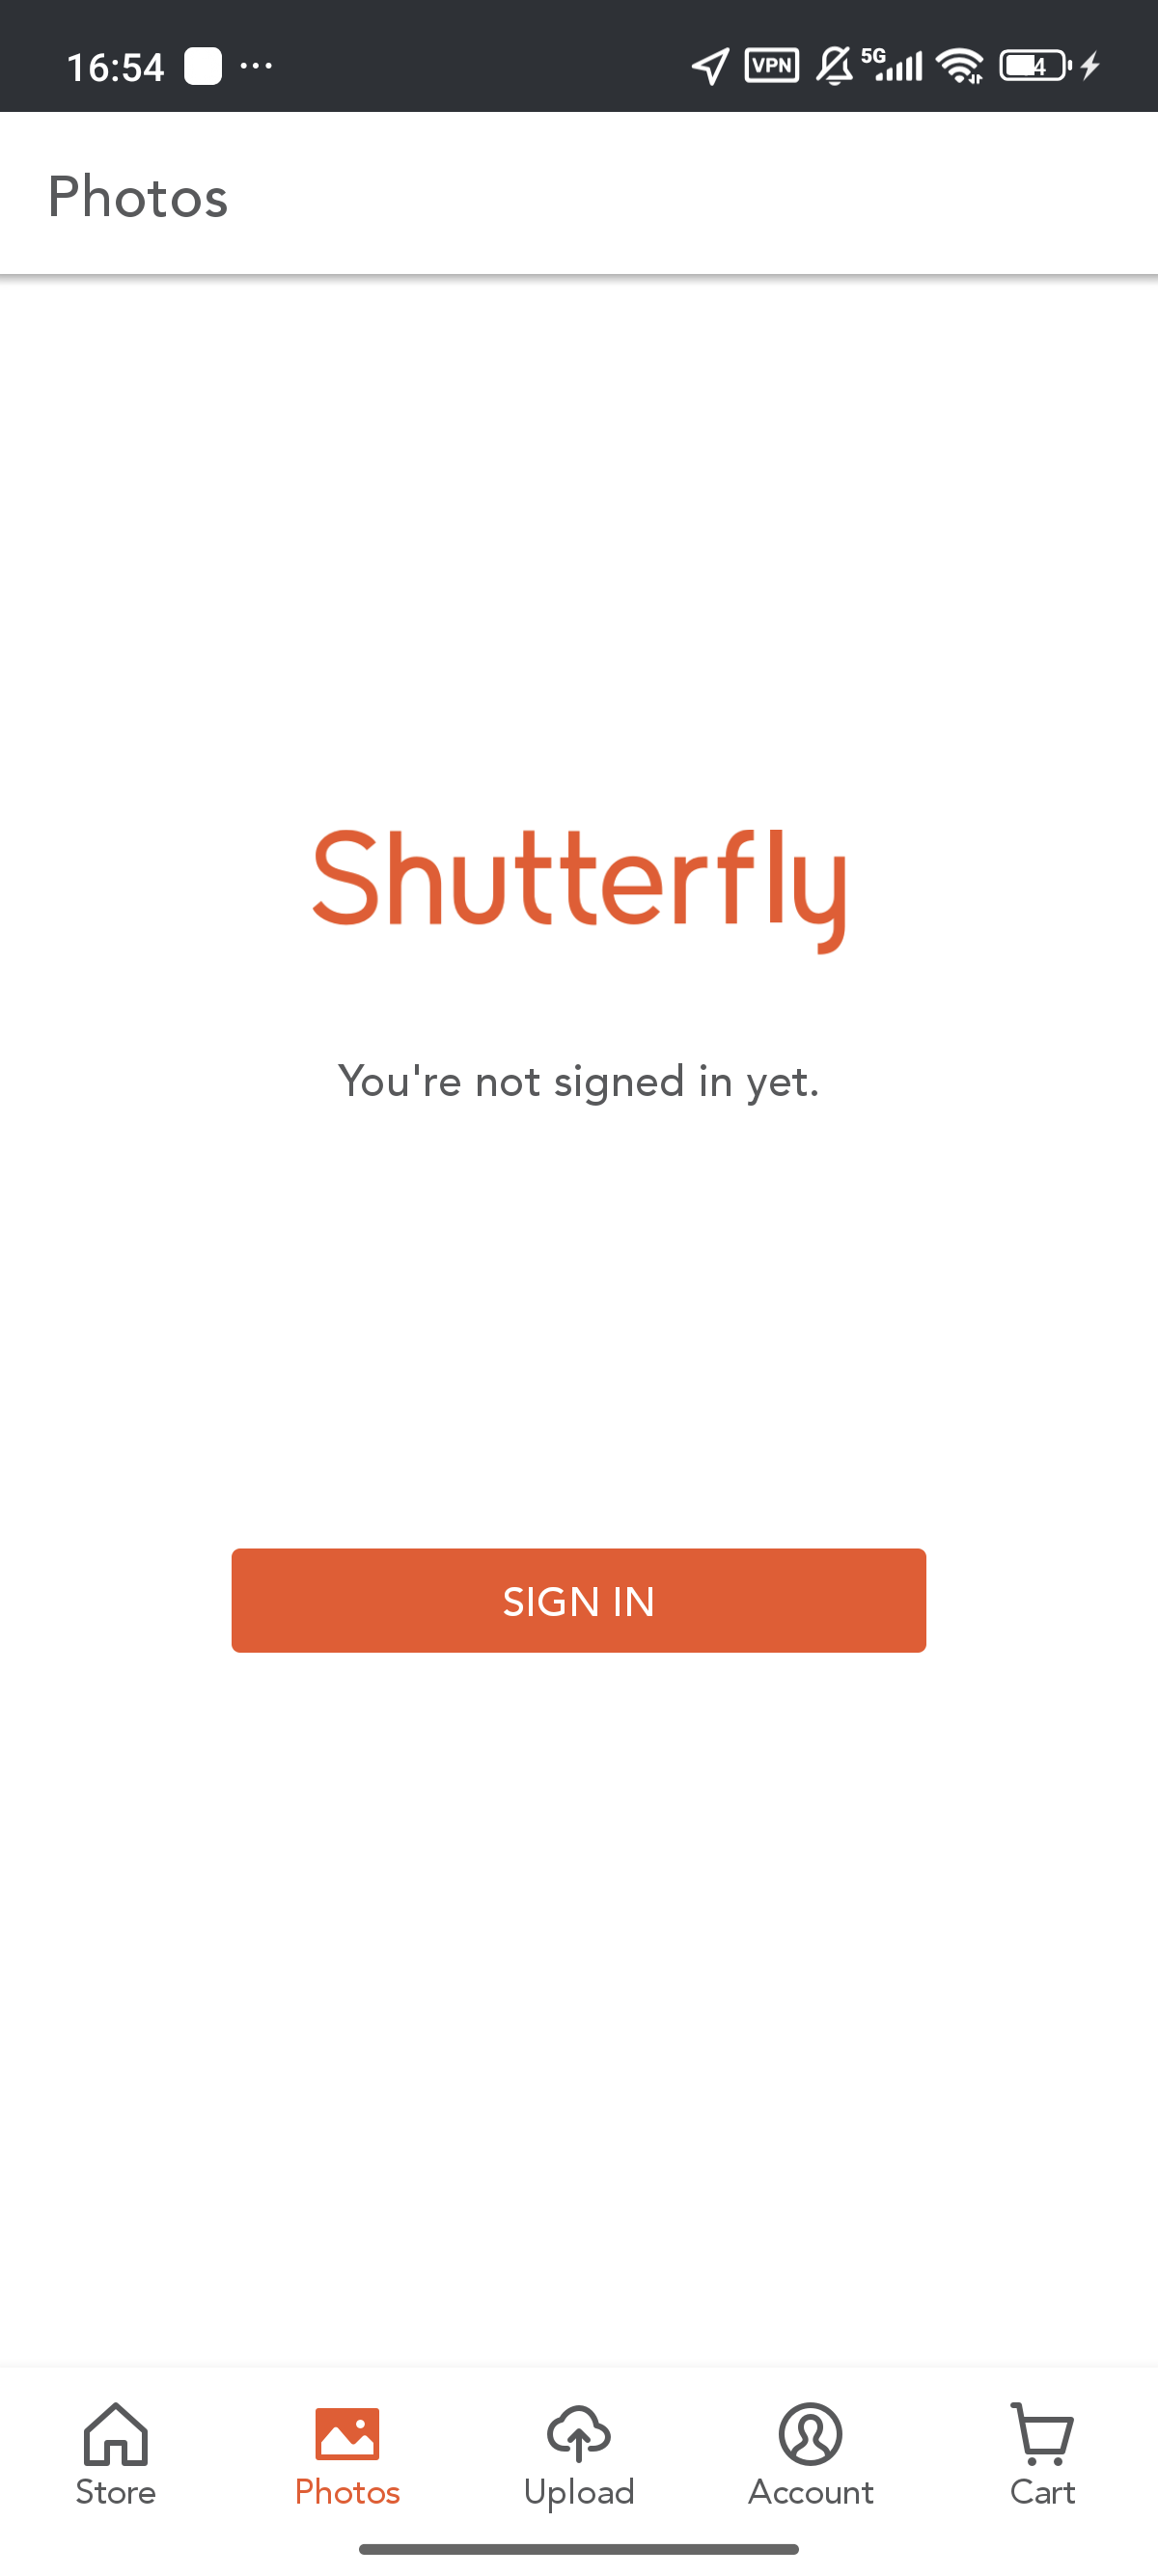 16:54
VPN
5G
Photos
Shutterfly
You're not signed in yet.
SIGN IN
Store
Photos
Upload
Account
Cart